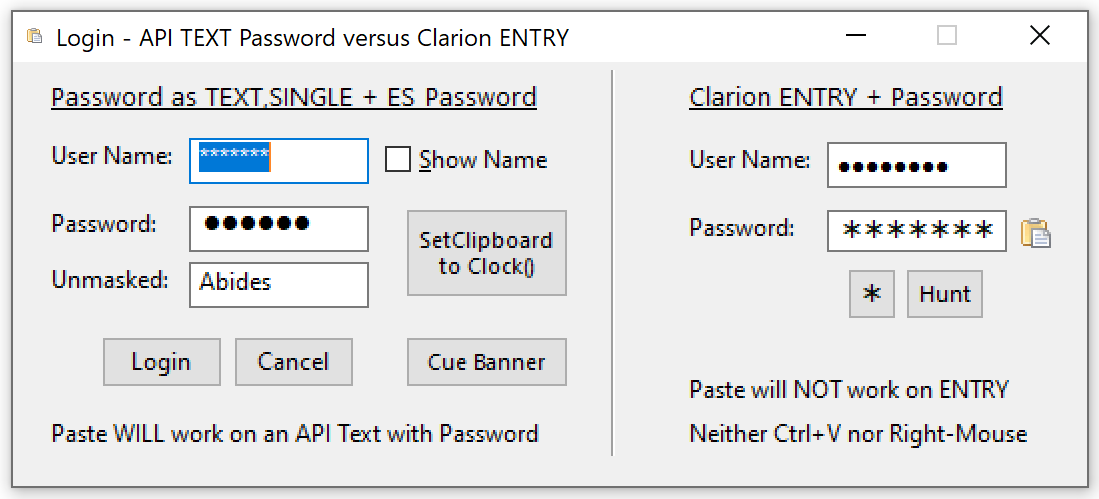 Login - API TEXT Password versus Clarion ENTRY
Password as TEXT,SINGLE + ES Password
User Name:
*******
Show Name
Password:
●●●●●●
Unmasked:
Abides
SetClipboard
to Clock()
Login
Cancel
Cue Banner
Paste WILL work on an API Text with Password
Clarion ENTRY + Password
User Name:
●●●●●●●●
Password:
*******
*
Hunt
Paste will NOT work on ENTRY
Neither Ctrl+V nor Right-Mouse